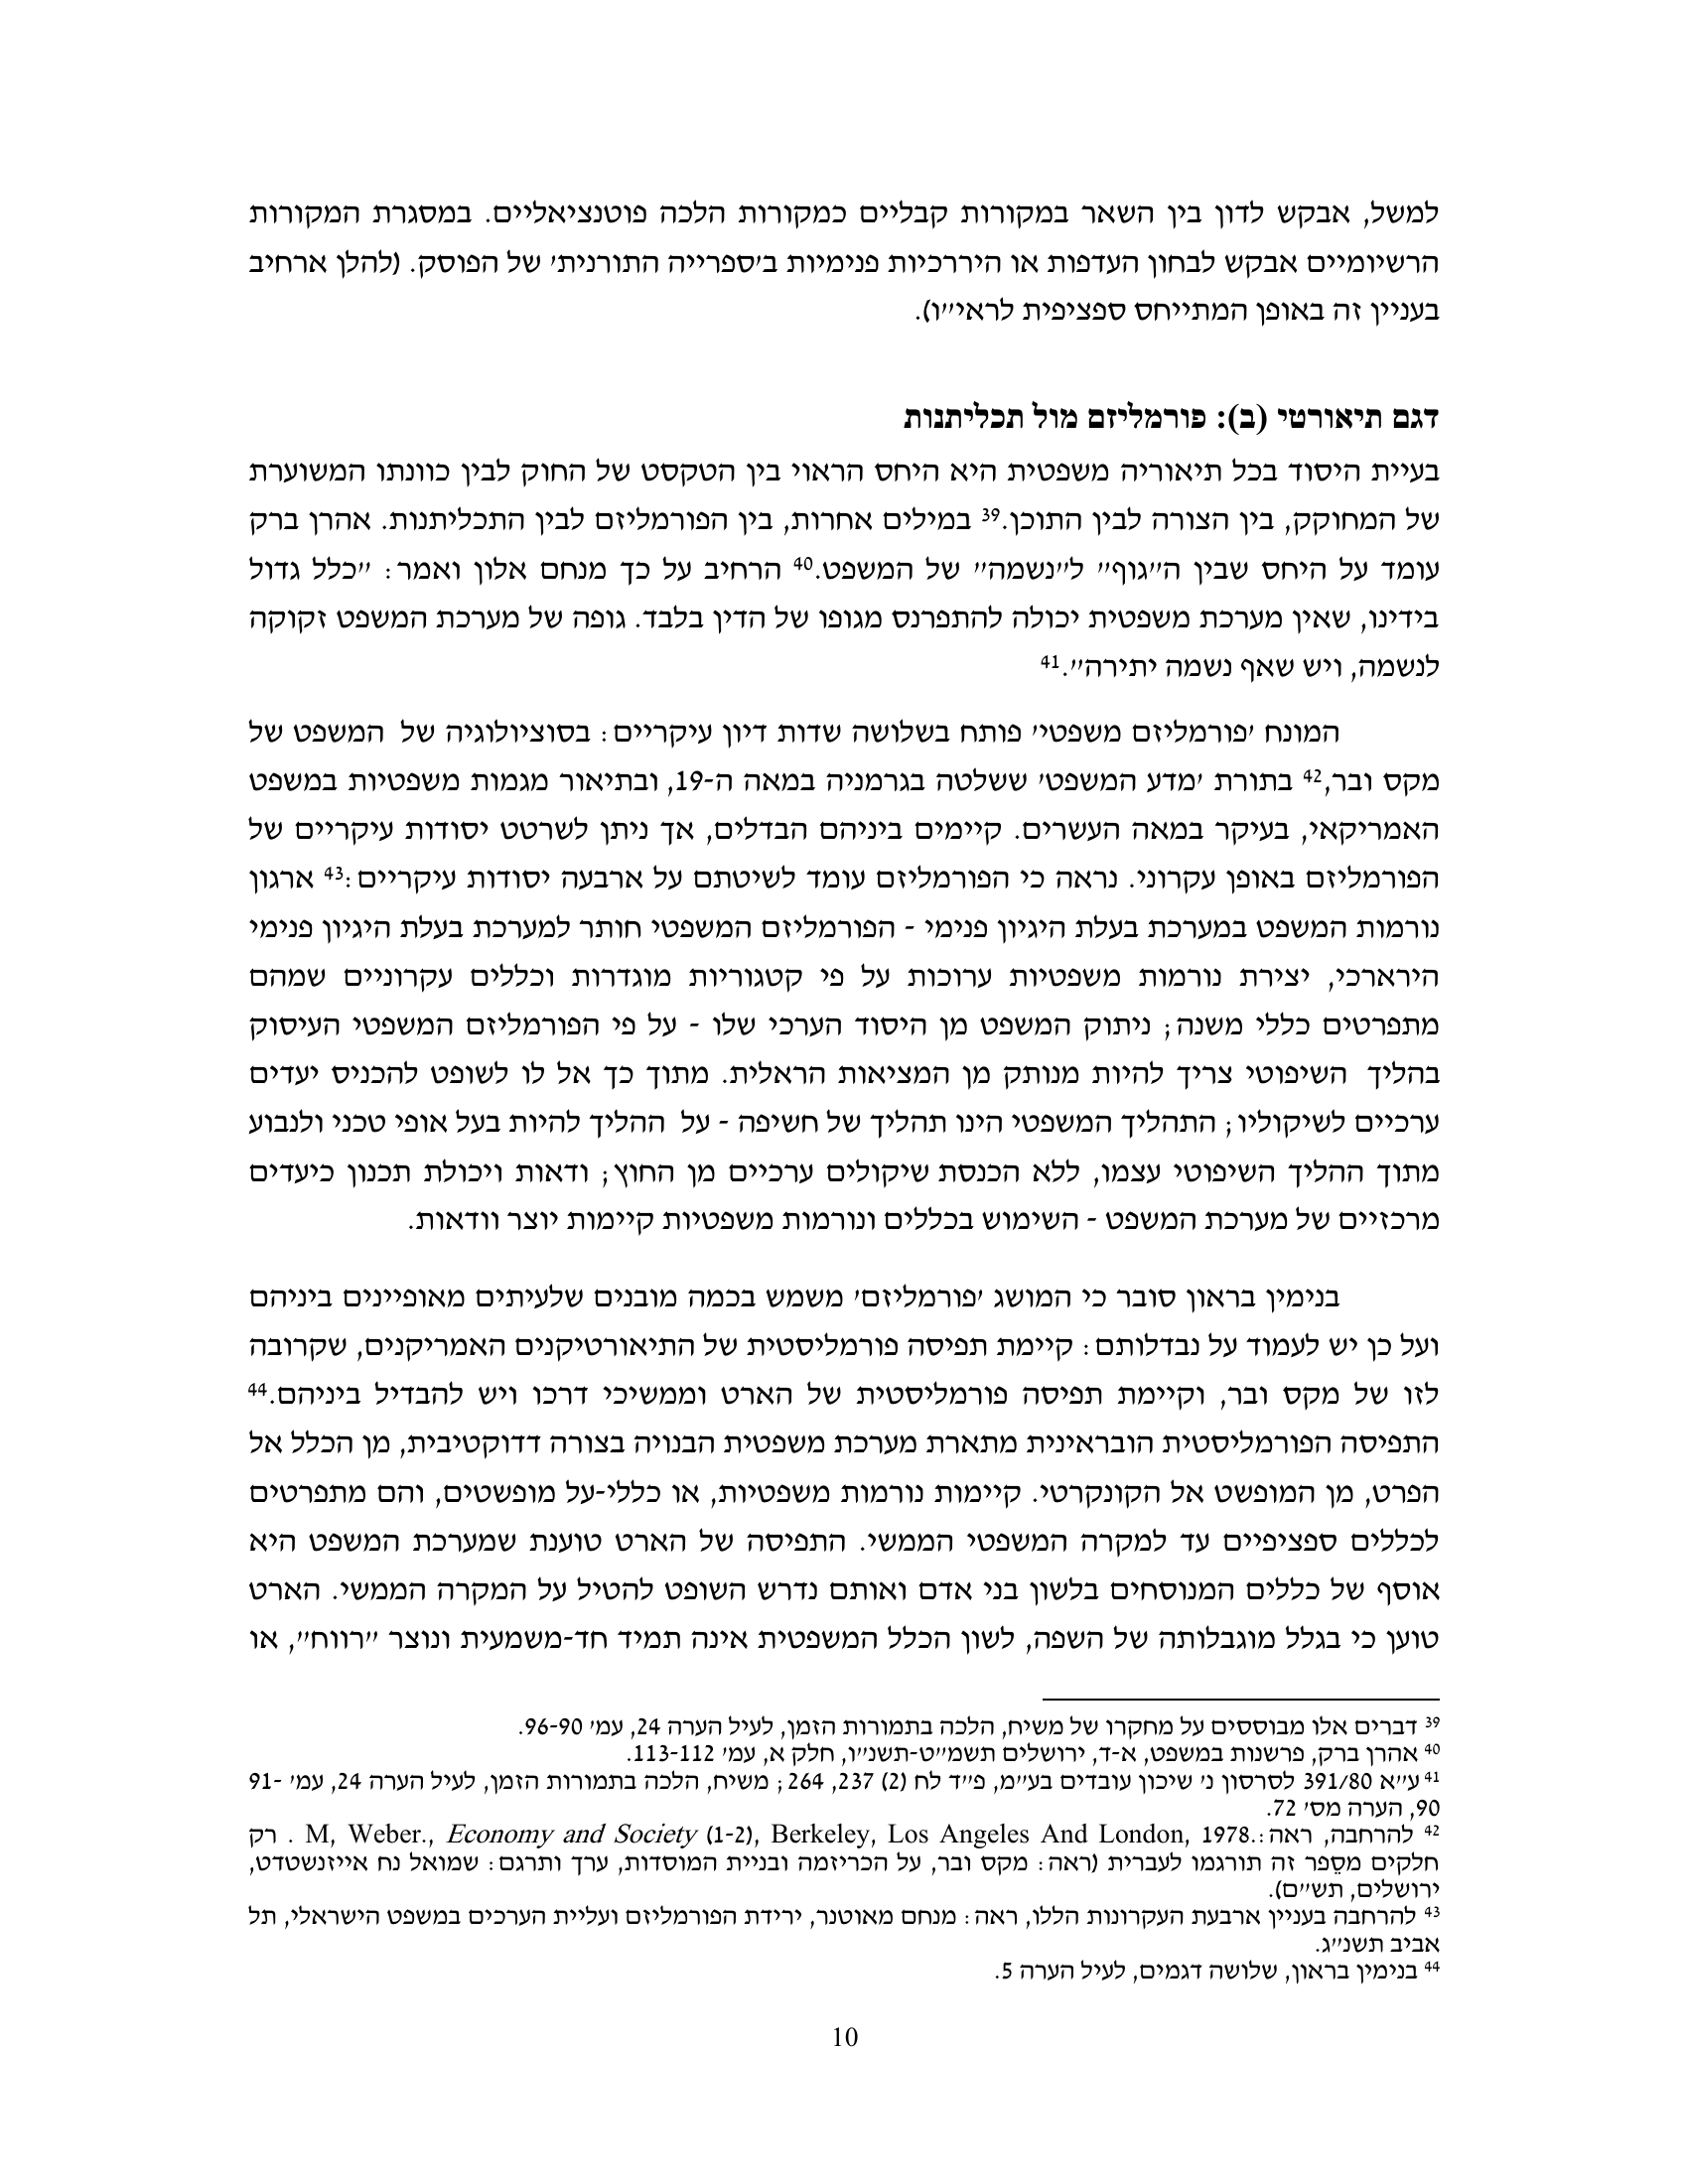 למשל, אבקש לדון בין השאר במקורות קבליים כמקורות הלכה פוטנציאליים. במסגרת המקורות
הרשיומיים אבקש לבחון העדפות או היררכיות פנימיות ב'ספרייה התורנית' של הפוסק. (להלן ארחיב
בעניין זה באופן המתייחס ספציפית לראי"ו).
דגם תיאורטי (ב): פורמליזם מול תכליתנות
בעיית היסוד בכל תיאוריה משפטית היא היחס הראוי בין הטקסט של החוק לבין כוונתו המשוערת
של המחוקק, בין הצורה לבין התוכן.39 במילים אחרות, בין הפורמליזם לבין התכליתנות. אהרן ברק
עומד על היחס שבין ה"גוף" ל"נשמה" של המשפט.40 הרחיב על כך מנחם אלון ואמר: "כלל גדול
בידינו, שאין מערכת משפטית יכולה להתפרנס מגופו של הדין בלבד. גופה של מערכת המשפט זקוקה
לנשמה, ויש שאף נשמה יתירה".41
המונח 'פורמליזם משפטי' פותח בשלושה שדות דיון עיקריים: בסוציולוגיה של המשפט של
מקס ובר,42 בתורת 'מדע המשפט' ששלטה בגרמניה במאה ה-19, ובתיאור מגמות משפטיות במשפט
האמריקאי, בעיקר במאה העשרים. קיימים ביניהם הבדלים, אך ניתן לשרטט יסודות עיקריים של
הפורמליזם באופן עקרוני. נראה כי הפורמליזם עומד לשיטתם על ארבעה יסודות עיקריים:43 ארגון
נורמות המשפט במערכת בעלת היגיון פנימי - הפורמליזם המשפטי חותר למערכת בעלת היגיון פנימי
היררכי, יצירת נורמות משפטיות ערוכות על פי קטגוריות מוגדרות וכללים עקרוניים שמהם
מתפרטים כללי משנה; ניתוק המשפט מן היסוד הערכי שלו - על פי הפורמליזם המשפטי העיסוק
בהליך השיפוטי צריך להיות מנותק מן המציאות הראלית. מתוך כך אל לו לשופט להכניס יעדים
ערכיים לשיקוליו; התהליך המשפטי הינו תהליך של חשיפה - על ההליך להיות בעל אופי טכני ולנבוע
מתוך ההליך השיפוטי עצמו, ללא הכנסת שיקולים ערכיים מן החוץ; ודאות ויכולת תכנון כיעדים
מרכזיים של מערכת המשפט - השימוש בכללים ונורמות משפטיות קיימות יוצר וודאות.
בנימין בראון סובר כי המושג 'פורמליזם' משמש בכמה מובנים שלעיתים מאופיינים ביניהם
ועל כן יש לעמוד על נבדלותם: קיימת תפיסה פורמליסטית של התיאורטיקנים האמריקנים, שקרובה
לזו של מקס ובר, וקיימת תפיסה פורמליסטית של הארט וממשיכי דרכו ויש להבדיל ביניהם.44
התפיסה הפורמליסטית הובראינית מתארת מערכת משפטית הבנויה בצורה דדוקטיבית, מן הכלל אל
הפרט, מן המופשט אל הקונקרטי. קיימות נורמות משפטיות, או כללי-על מופשטים, והם מתפרטים
לכללים ספציפיים עד למקרה המשפטי הממשי. התפיסה של הארט טוענת שמערכת המשפט היא
אוסף של כללים המנוסחים בלשון בני אדם ואותם נדרש השופט להטיל על המקרה הממשי. הארט
טוען כי בגלל מוגבלותה של השפה, לשון הכלל המשפטית אינה תמיד חד-משמעית ונוצר "רווח", או
39 דברים אלו מבוססים על מחקרו של משיח, הלכה בתמורות הזמן, לעיל הערה 24, עמ' 96-90.
40 אהרן ברק, פרשנות במשפט, א-ד, ירושלים תשמ"ט-תשנ"ו, חלק א, עמ' 113-112.
41 ע"א 391/80 לסרסון נ' שיכון עובדים בע"מ, פ"ד לח (2) 237, 264; משיח, הלכה בתמורות הזמן, לעיל הערה 24, עמ' 91-
90, הערה מס' 72.
42 להרחבה, ראה: M, Weber., Economy and Society (1-2), Berkeley, Los Angeles And London, 1978.. רק
חלקים מסֵפר זה תורגמו לעברית (ראה: מקס ובר, על הכריזמה ובניית המוסדות, ערך ותרגם: שמואל נח אייזנשטדט,
ירושלים, תש"ם).
43 להרחבה בעניין ארבעת העקרונות הללו, ראה: מנחם מאוטנר, ירידת הפורמליזם ועליית הערכים במשפט הישראלי, תל
אביב תשנ"ג.
44 בנימין בראון, שלושה דגמים, לעיל הערה 5.
10